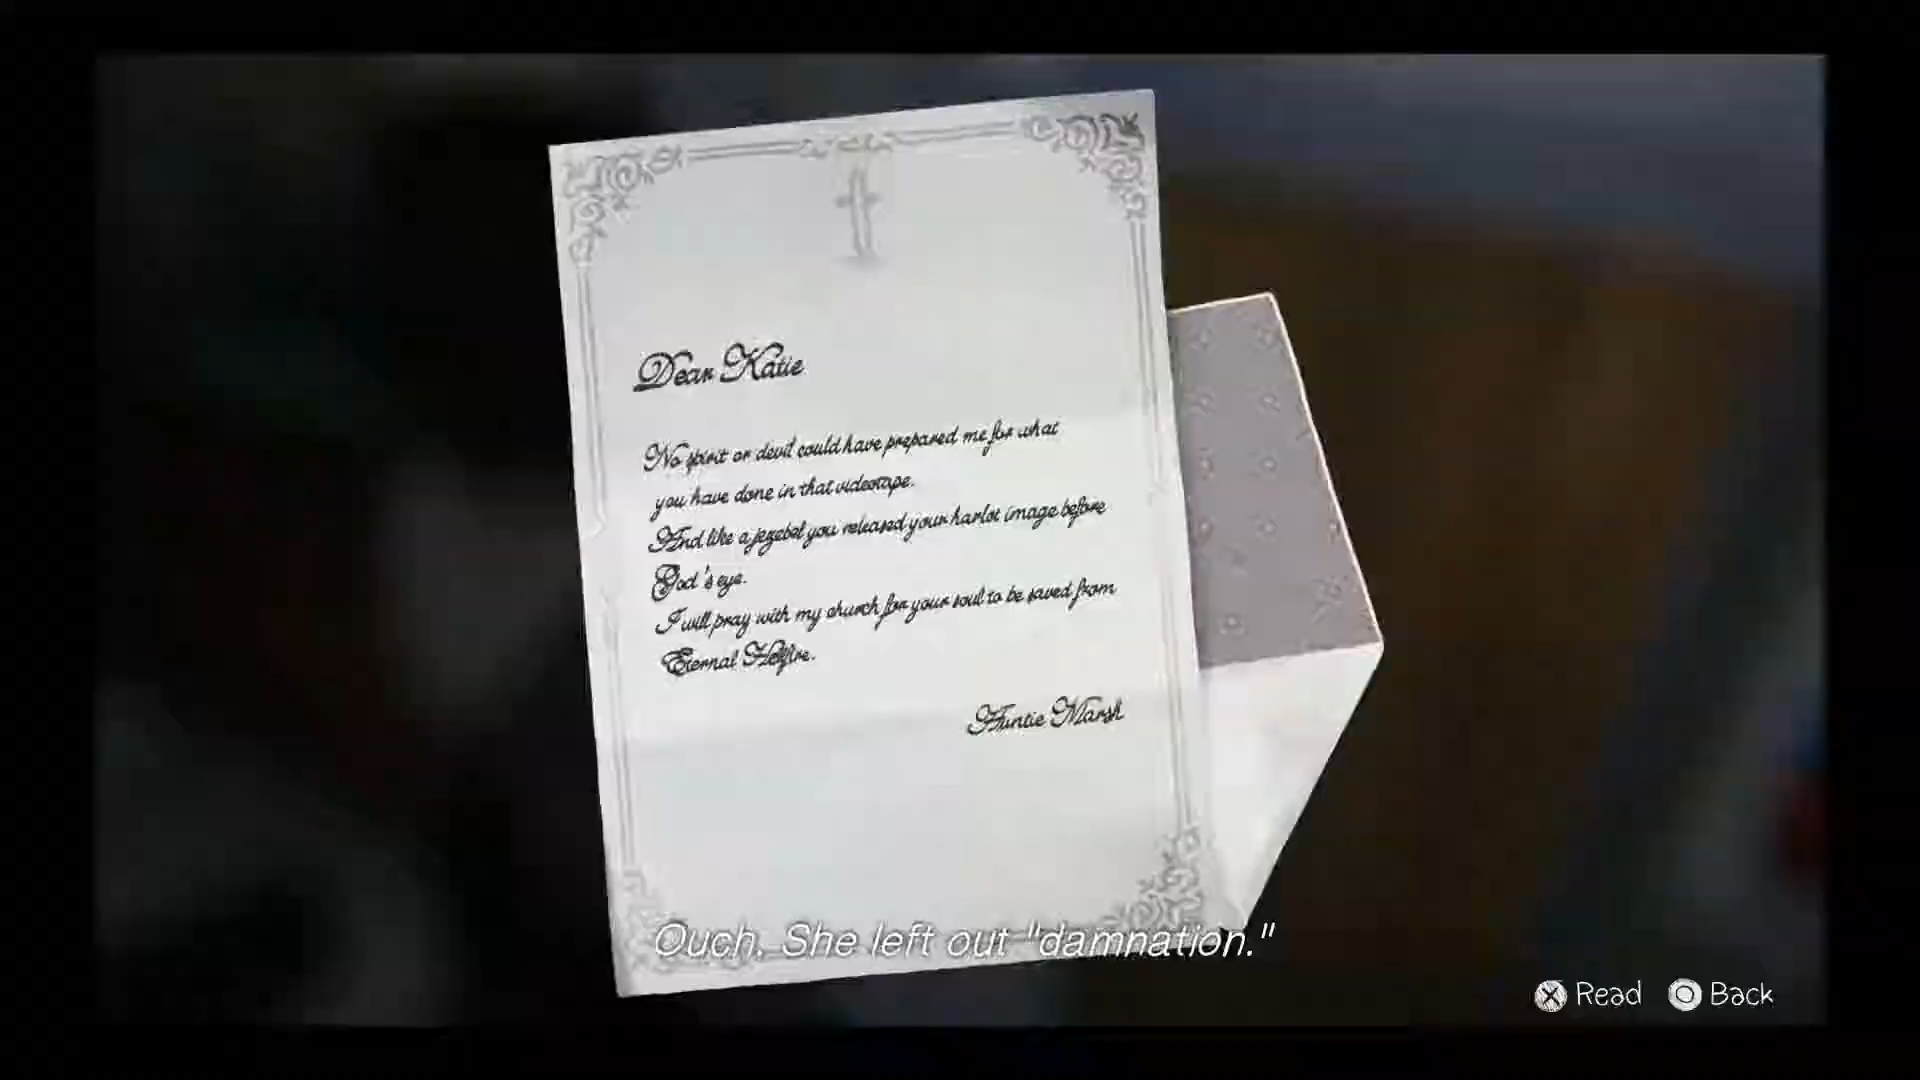 Dear Katie
No spirit or devil could have prepared me for what
you have done in that videotape.
And like a jezebel you released your harlot image before
God's eye.
I will pray with my church for your soul to be saved from
Eternal Hellfire.
Auntie Marsh
Ouch. She left out "damnation."
Read
Back